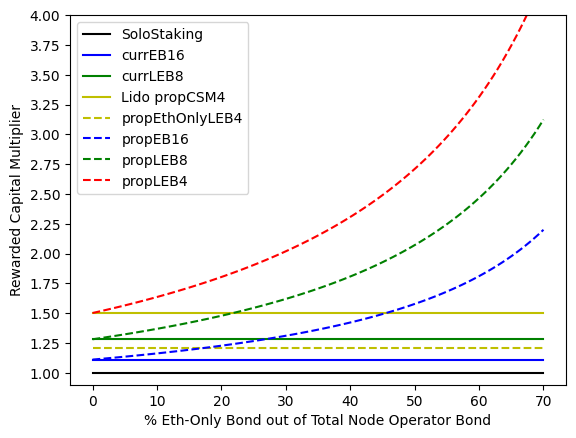 4.00
3.75
3.50
3.25
3.00
2.75
2.50
2.25
2.00
1.75
1.50
1.25
1.00
Rewarded Capital Multiplier
SoloStaking
currEB16
currLEB8
Lido propCSM4
propEthOnlyLEB4
propEB16
propLEB8
propLEB4
0 10 20 30 40 50 60 70
% Eth-Only Bond out of Total Node Operator Bond